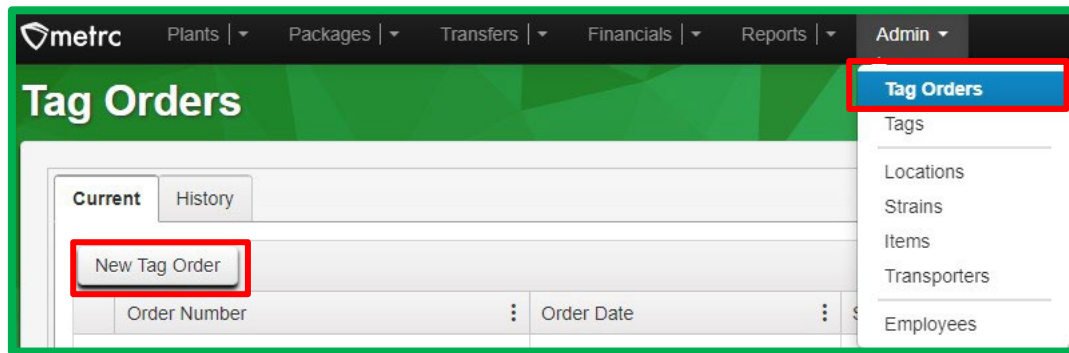 metrc Plants Packages Transfers Financials Reports Admin
Tag Orders
Tag Orders
Tags
Locations
Strains
Items
Transporters
Employees
Current History
New Tag Order
Order Number Order Date